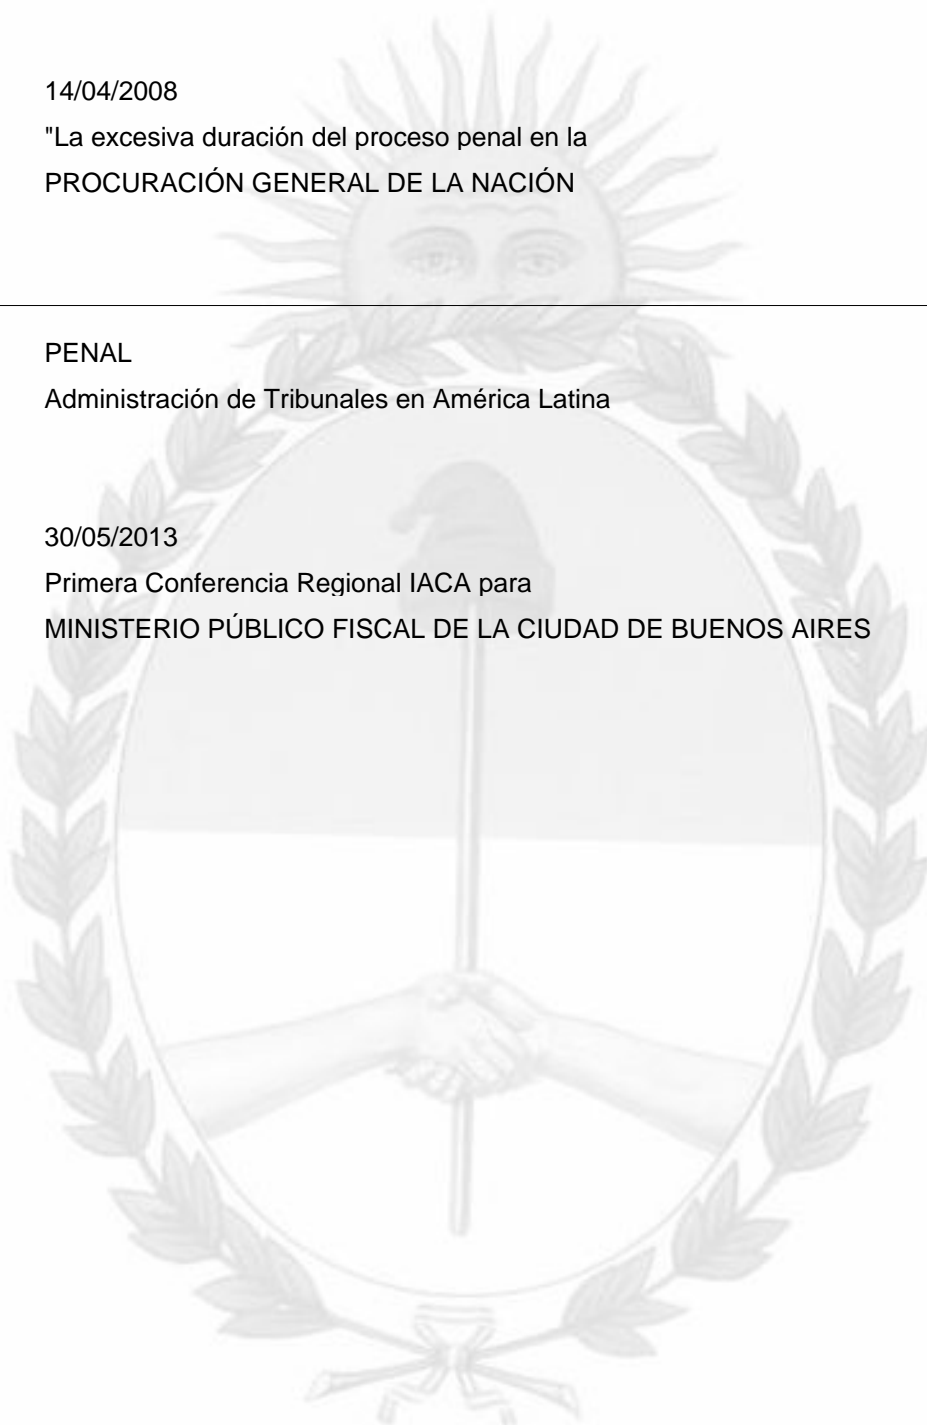 14/04/2008
"La excesiva duración del proceso penal en la
PROCURACIÓN GENERAL DE LA NACIÓN
PENAL
Administración de Tribunales en América Latina
30/05/2013
Primera Conferencia Regional IACA para
MINISTERIO PÚBLICO FISCAL DE LA CIUDAD DE BUENOS AIRES